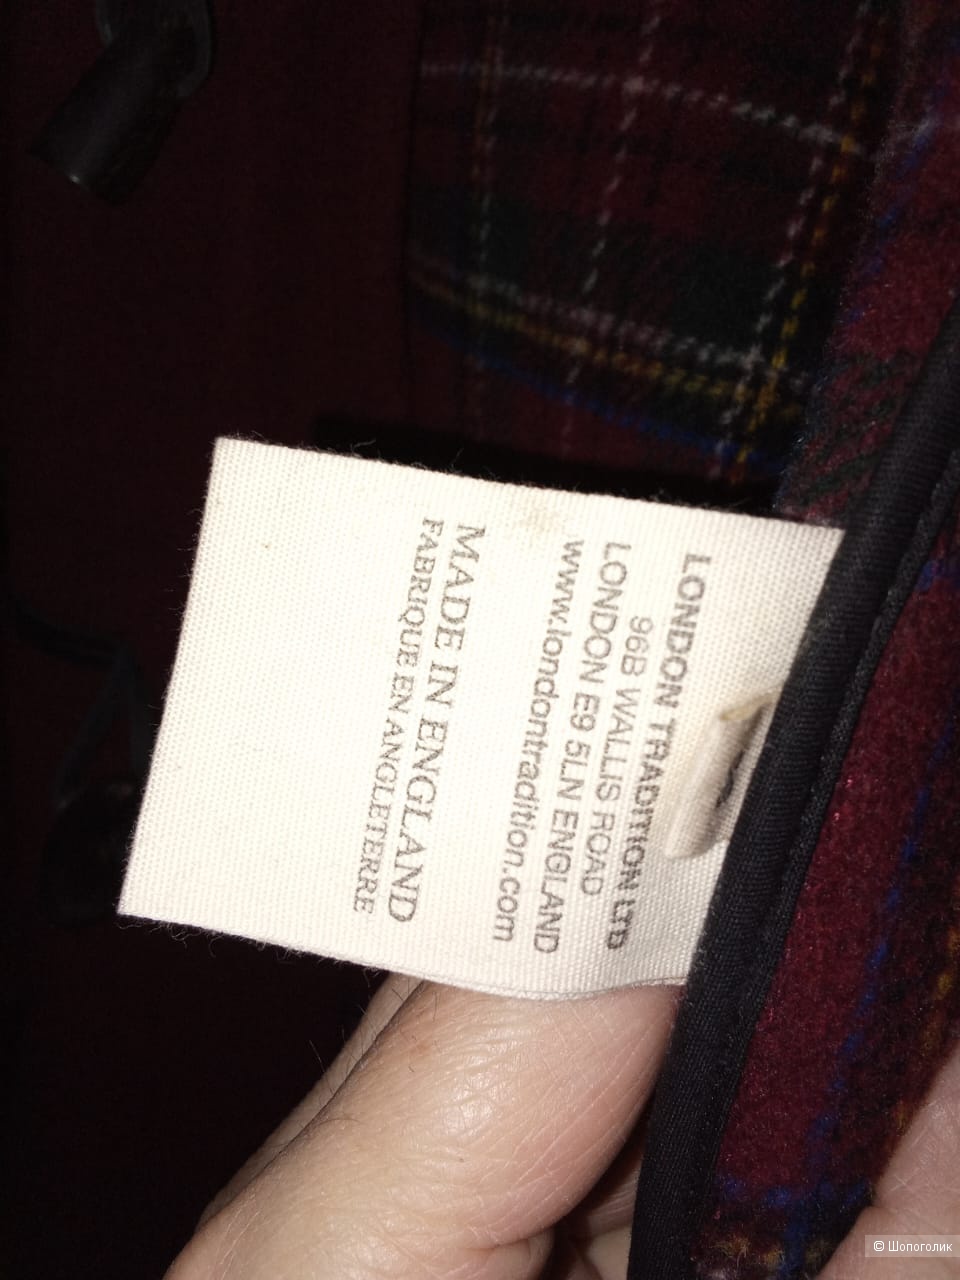 LONDON TRADITION LTD
96B WALLIS ROAD
LONDON E9 5LN ENGLAND
www.londontradition.com
MADE IN ENGLAND
FABRIQUE EN ANGLETERRE
© Шопоголик